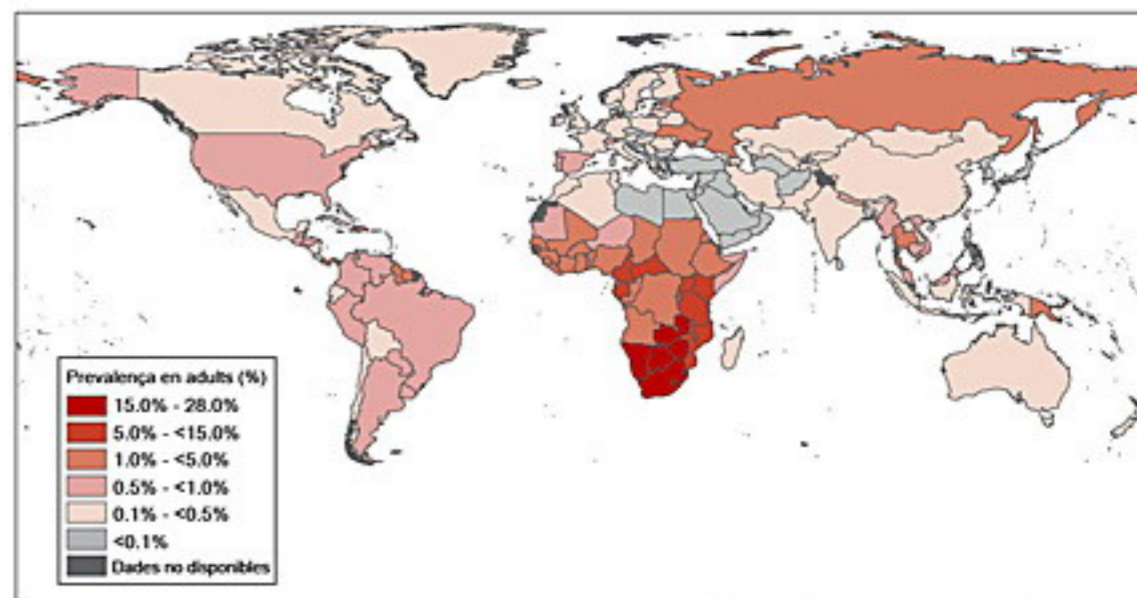 Prevalença en adults (%)
15.0% - 28.0%
5.0% - <15.0%
1.0% - <5.0%
0.5% - <1.0%
0.1% - <0.5%
<0.1%
Dades no disponibles